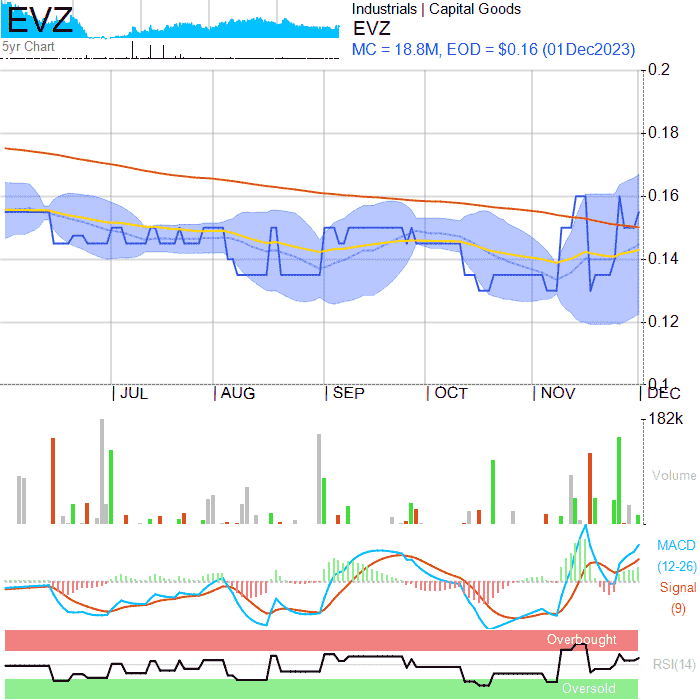 EVZ
5yr Chart
Industrials | Capital Goods
EVZ
MC = 18.8M, EOD = $0.16 (01Dec2023)
0.2
0.18
0.16
0.14
0.12
0.1
JUL AUG SEP OCT NOV DEC
182k
Volume
MACD
(12-26)
Signal
(9)
Overbought
RSI(14)
Oversold